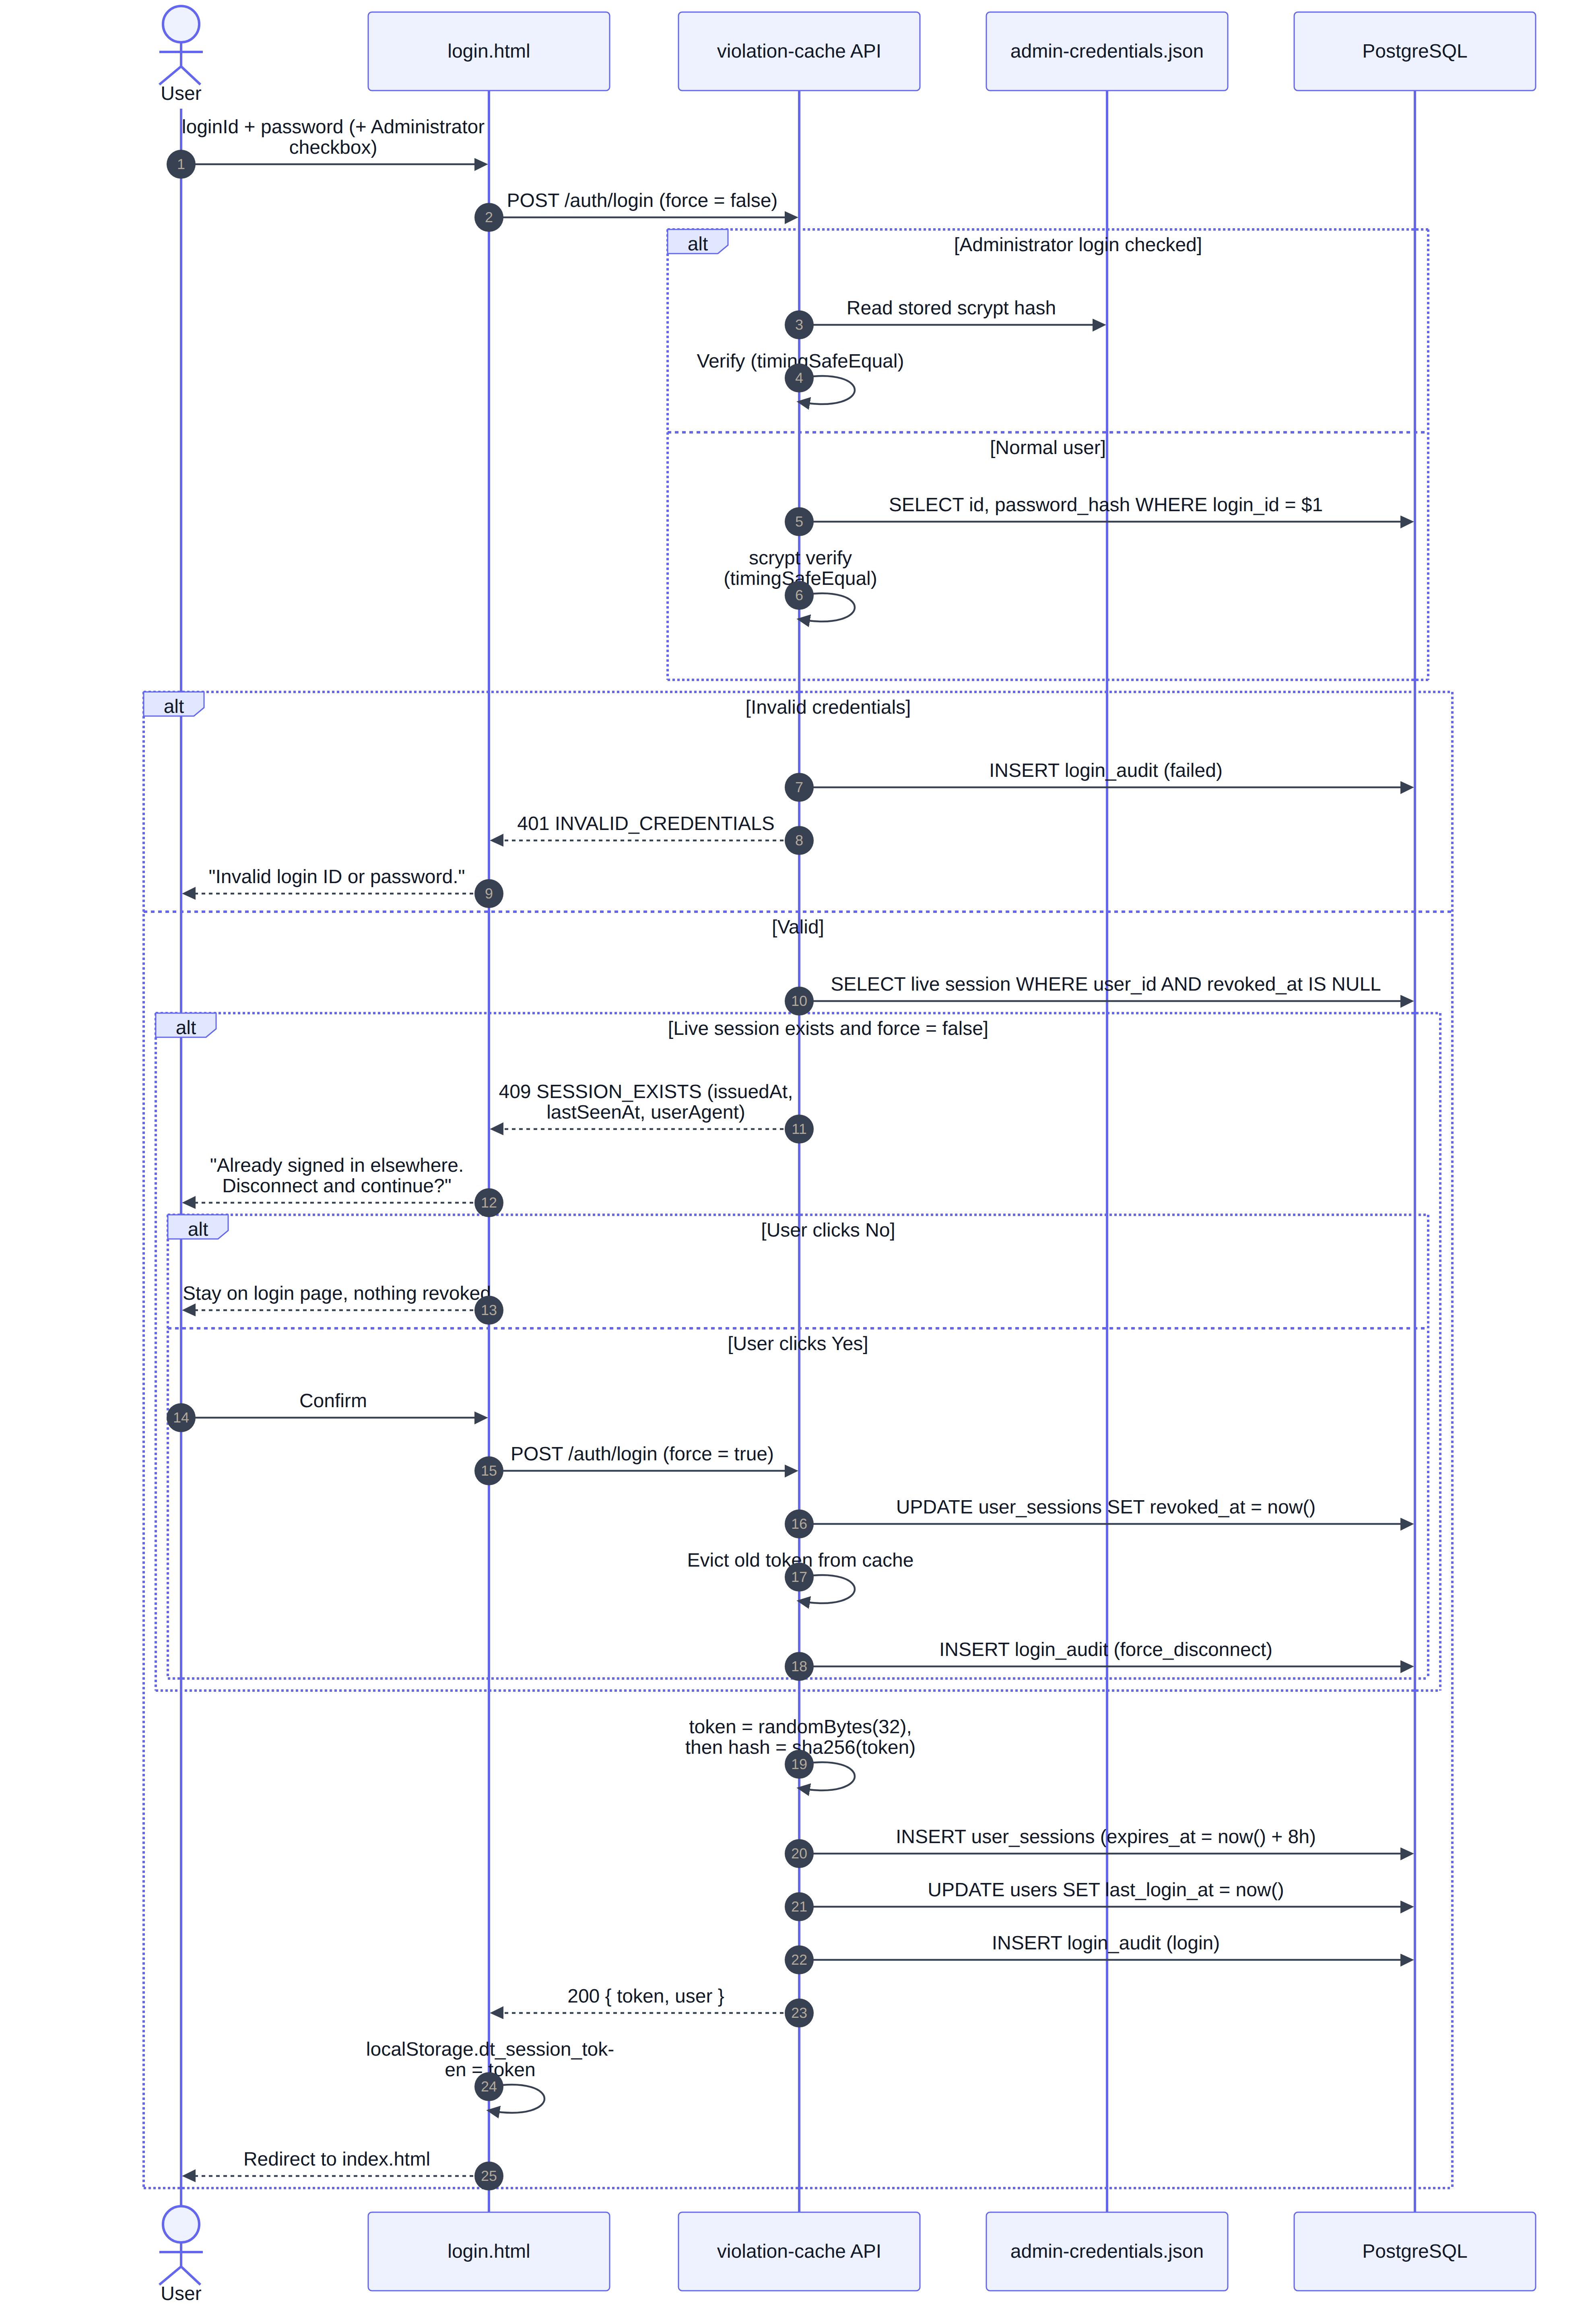 User
login.html
violation-cache API
admin-credentials.json
PostgreSQL
loginId + password (+ Administrator
checkbox)
1
POST /auth/login (force = false)
2
alt
[Administrator login checked]
Read stored scrypt hash
3
Verify (timingSafeEqual)
4
[Normal user]
SELECT id, password_hash WHERE login_id = $1
5
scrypt verify
(timingSafeEqual)
6
alt
[Invalid credentials]
INSERT login_audit (failed)
7
401 INVALID_CREDENTIALS
8
"Invalid login ID or password."
9
[Valid]
SELECT live session WHERE user_id AND revoked_at IS NULL
10
alt
[Live session exists and force = false]
409 SESSION_EXISTS (issuedAt,
lastSeenAt, userAgent)
11
"Already signed in elsewhere.
Disconnect and continue?"
12
alt
[User clicks No]
Stay on login page, nothing revoked
13
[User clicks Yes]
Confirm
14
POST /auth/login (force = true)
15
UPDATE user_sessions SET revoked_at = now()
16
Evict old token from cache
17
INSERT login_audit (force_disconnect)
18
token = randomBytes(32),
then hash = sha256(token)
19
INSERT user_sessions (expires_at = now() + 8h)
20
UPDATE users SET last_login_at = now()
21
INSERT login_audit (login)
22
200 { token, user }
23
localStorage.dt_session_tok-
en = token
24
Redirect to index.html
25
User
login.html
violation-cache API
admin-credentials.json
PostgreSQL